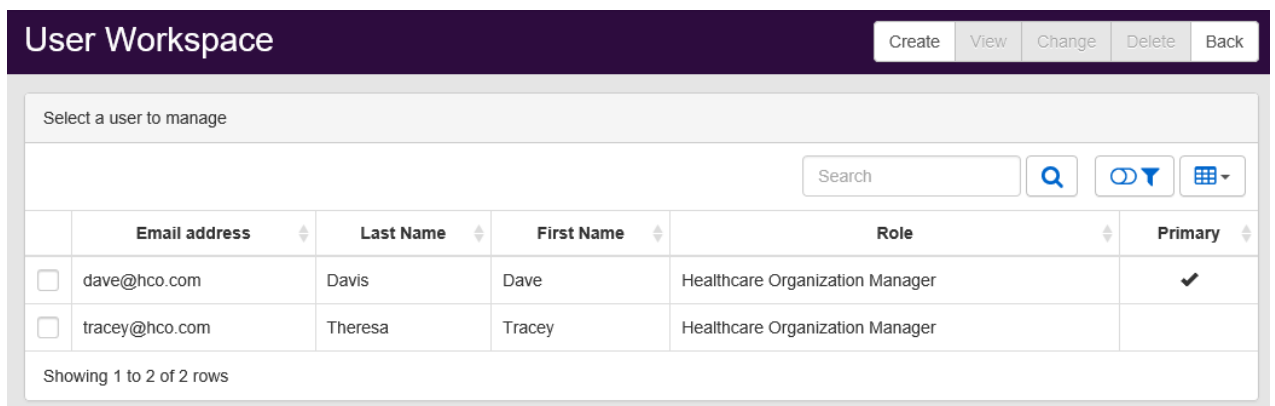 User Workspace
Create View Change Delete Back
Select a user to manage
Search
Email address Last Name First Name Role Primary
dave@hco.com Davis Dave Healthcare Organization Manager
tracey@hco.com Theresa Tracey Healthcare Organization Manager
Showing 1 to 2 of 2 rows